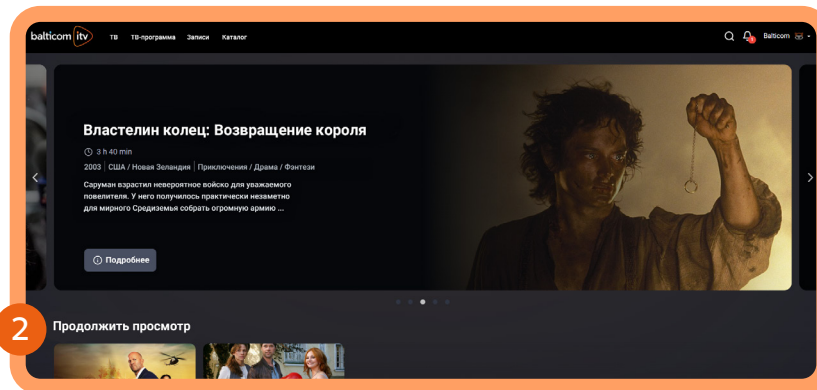 balticom itv ТВ ТВ-программа Записи Каталог 1 Balticom
Властелин колец: Возвращение короля
3 h 40 min
2003 | США / Новая Зеландия | Приключения / Драма / Фэнтези
Саруман взрастил невероятное войско для уважаемого
повелителя. У него получилось практически незаметно
для мирного Средиземья собрать огромную армию ...
Подробнее
2 Продолжить просмотр